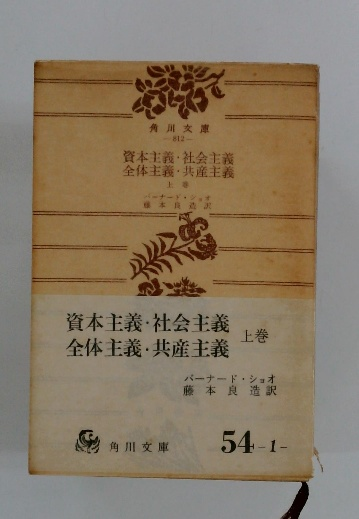 角川文庫
―812―
資本主義・社会主義
全体主義・共産主義
上巻
バーナード・ショオ
藤本良造訳
資本主義・社会主義
全体主義・共産主義
上巻
バーナード・ショオ
藤本良造訳
角川文庫
54-1-